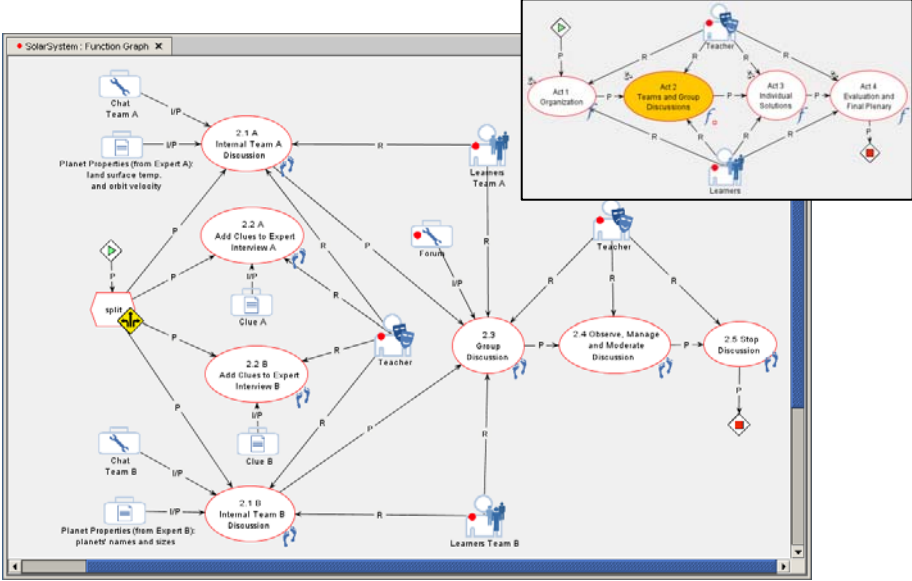 SolarSystem : Function Graph
Chat
Team A
I/P
Planet Properties (from Expert A):
land surface temp.
and orbit velocity
I/P
2.1 A
Internal Team A
Discussion
R
Learners
Team A
P
P
2.2 A
Add Clues to Expert
Interview A
P
R
R
R
P
split
I/P
Clue A
Forum
I/P
Teacher
R
R
R
Teacher
R
2.3
Group
Discussion
P
2.4 Observe, Manage
and Moderate
Discussion
P
2.5 Stop
Discussion
P
P
2.2 B
Add Clues to Expert
Interview B
P
I/P
Clue B
R
P
R
Chat
Team B
I/P
Planet Properties (from Expert B):
planets' names and sizes
I/P
2.1 B
Internal Team B
Discussion
R
Learners Team B
Teacher
P
R
R
R
R
Act 1
Organization
P
Act 2
Teams and Group
Discussions
P
Act 3
Individual
Solutions
P
Act 4
Evaluation and
Final Plenary
P
R
R
R
R
Learners